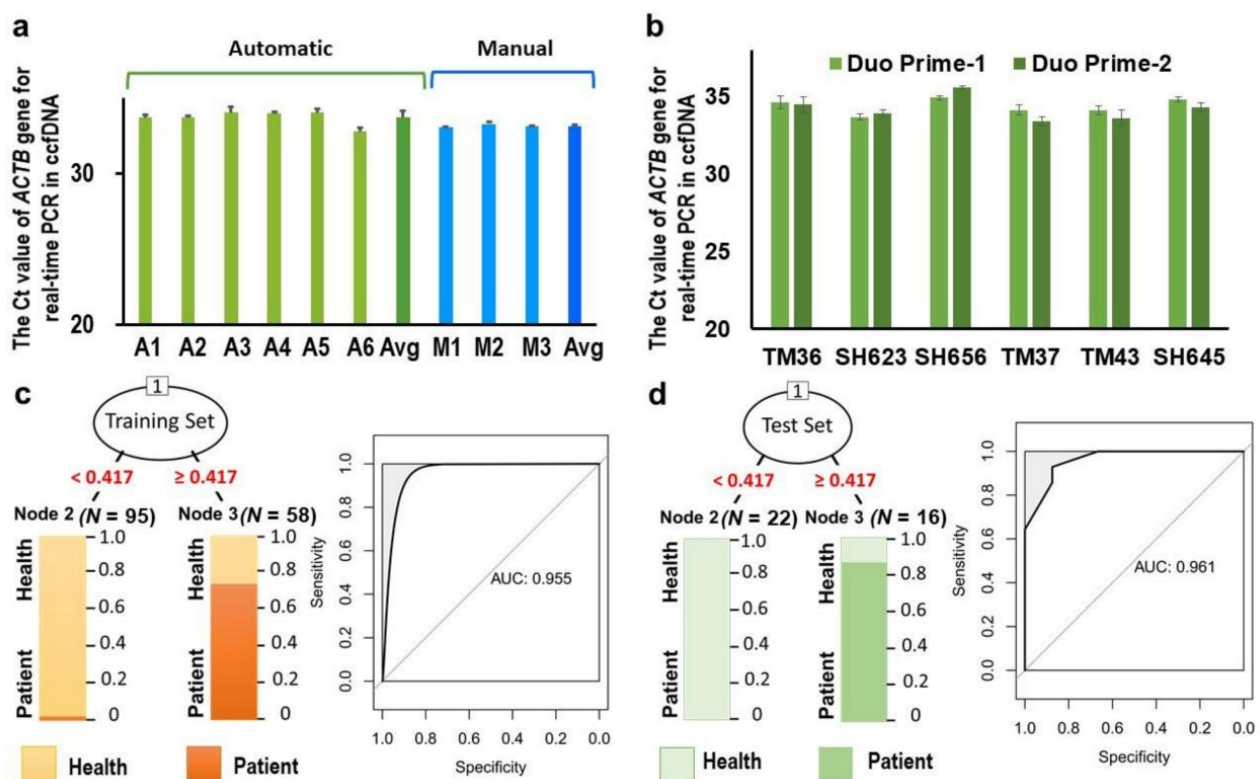 a
Automatic
Manual
The Ct value of ACTB gene for
real-time PCR in ccfDNA
30
20
A1 A2 A3 A4 A5 A6 Avg M1 M2 M3 Avg
b
Duo Prime-1 Duo Prime-2
The Ct value of ACTB gene for
real-time PCR in ccfDNA
35
30
25
20
TM36 SH623 SH656 TM37 TM43 SH645
c
1
Training Set
< 0.417 ≥ 0.417
Node 2 (N = 95) Node 3 (N = 58)
Health
Patient
1.0
0.8
0.6
0.4
0.2
0
Health
Patient
1.0
0.8
0.6
0.4
0.2
0
Health Patient
Sensitivity
1.0
0.8
0.6
0.4
0.2
0.0
AUC: 0.955
1.0 0.8 0.6 0.4 0.2 0.0
Specificity
d
1
Test Set
< 0.417 ≥ 0.417
Node 2 (N = 22) Node 3 (N = 16)
Health
Patient
1.0
0.8
0.6
0.4
0.2
0
Health
Patient
1.0
0.8
0.6
0.4
0.2
0
Health Patient
Sensitivity
1.0
0.8
0.6
0.4
0.2
0.0
AUC: 0.961
1.0 0.8 0.6 0.4 0.2 0.0
Specificity